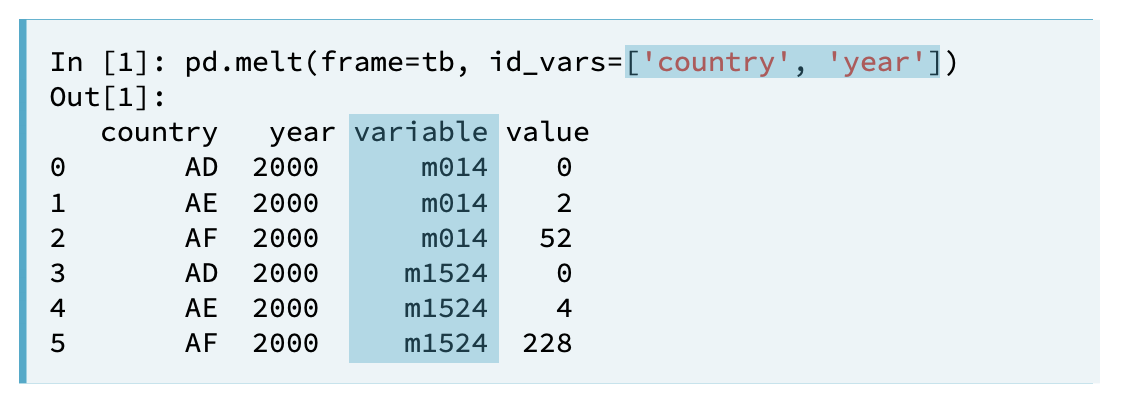 In [1]: pd.melt(frame=tb, id_vars=['country', 'year'])
Out[1]:
country year variable value
0 AD 2000 m014 0
1 AE 2000 m014 2
2 AF 2000 m014 52
3 AD 2000 m1524 0
4 AE 2000 m1524 4
5 AF 2000 m1524 228